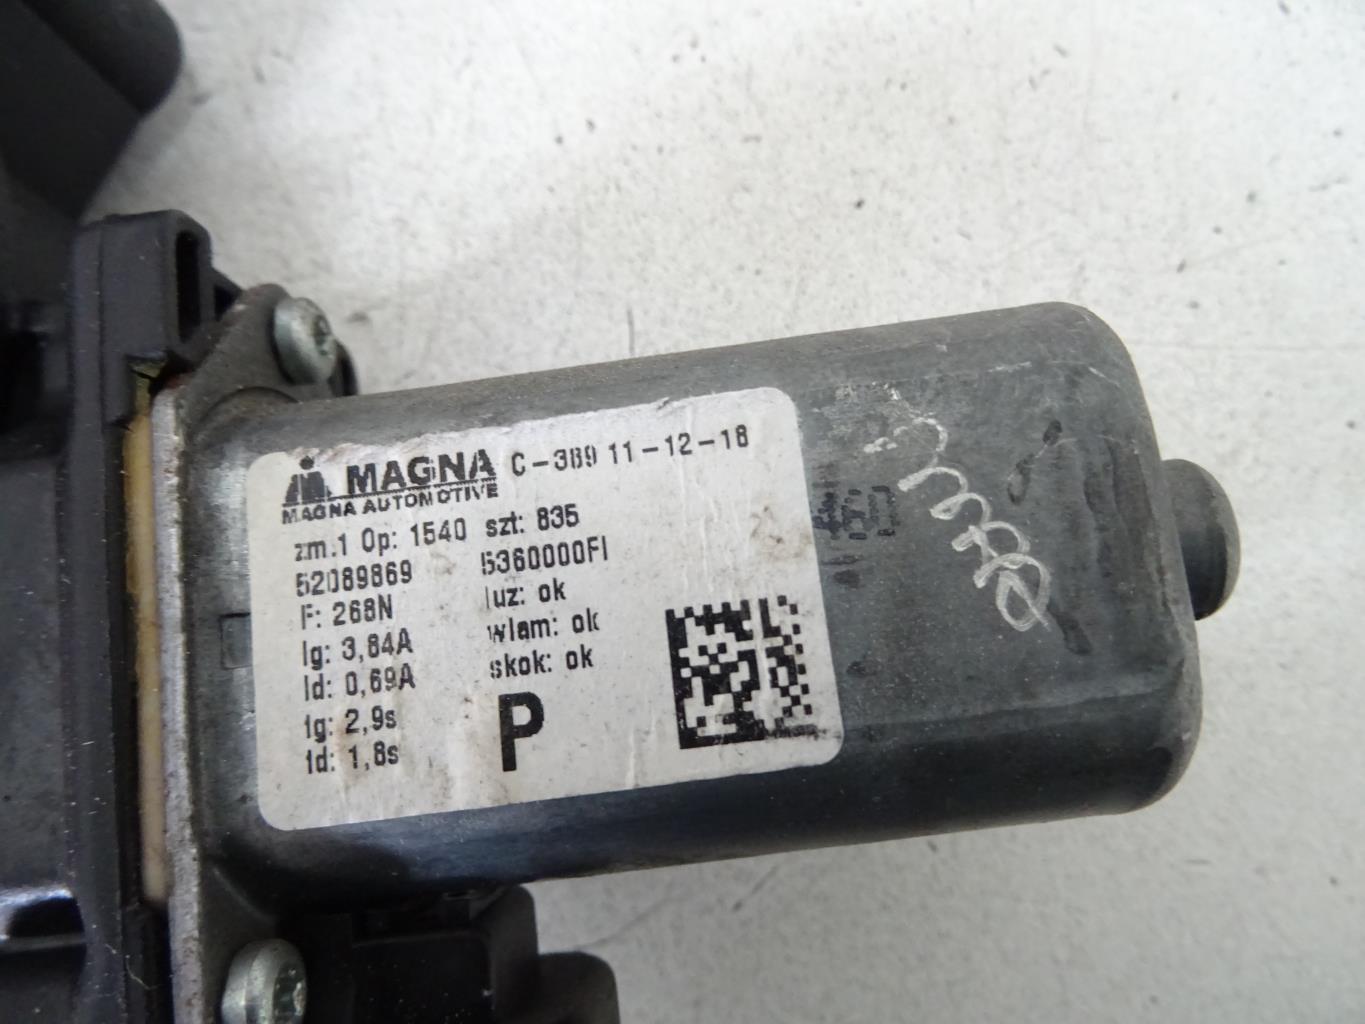 MAGNA C-389 11-12-18
MAGNA AUTOMOTIVE
zm.1 Op: 1540 szt: 835
52089869 5360000FI
F: 268N luz: ok
Ig: 3,84A wlam: ok
Id: 0,69A skok: ok
tg: 2,9s P
td: 1,8s